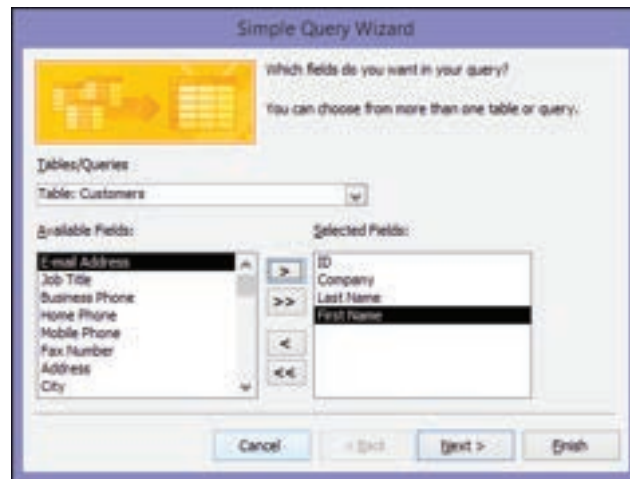 Simple Query Wizard
Which fields do you want in your query?
You can choose from more than one table or query.
Tables/Queries
Table: Customers
Available Fields:
Selected Fields:
E-mail Address
Job Title
Business Phone
Home Phone
Mobile Phone
Fax Number
Address
City
>
>>
<
<<
ID
Company
Last Name
First Name
Cancel
< Back
Next >
Finish